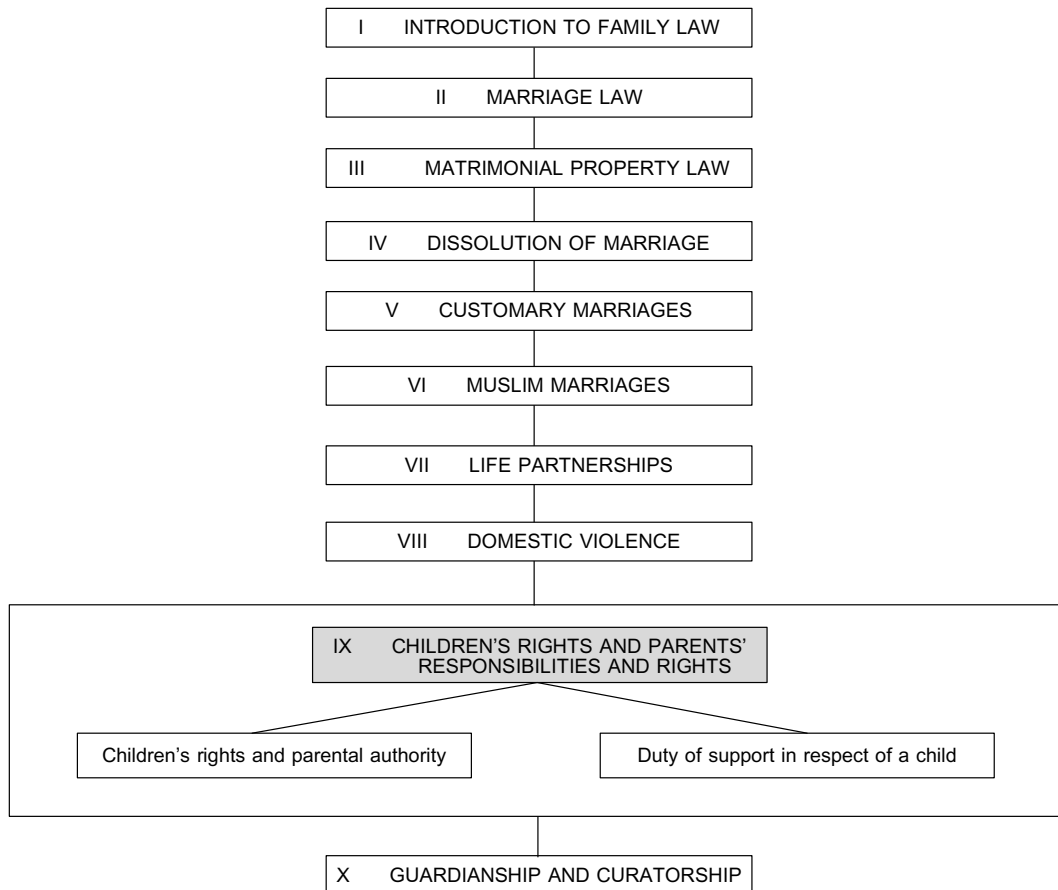 I INTRODUCTION TO FAMILY LAW
II MARRIAGE LAW
III MATRIMONIAL PROPERTY LAW
IV DISSOLUTION OF MARRIAGE
V CUSTOMARY MARRIAGES
VI MUSLIM MARRIAGES
VII LIFE PARTNERSHIPS
VIII DOMESTIC VIOLENCE
IX CHILDREN’S RIGHTS AND PARENTS’
RESPONSIBILITIES AND RIGHTS
Children’s rights and parental authority
Duty of support in respect of a child
X GUARDIANSHIP AND CURATORSHIP